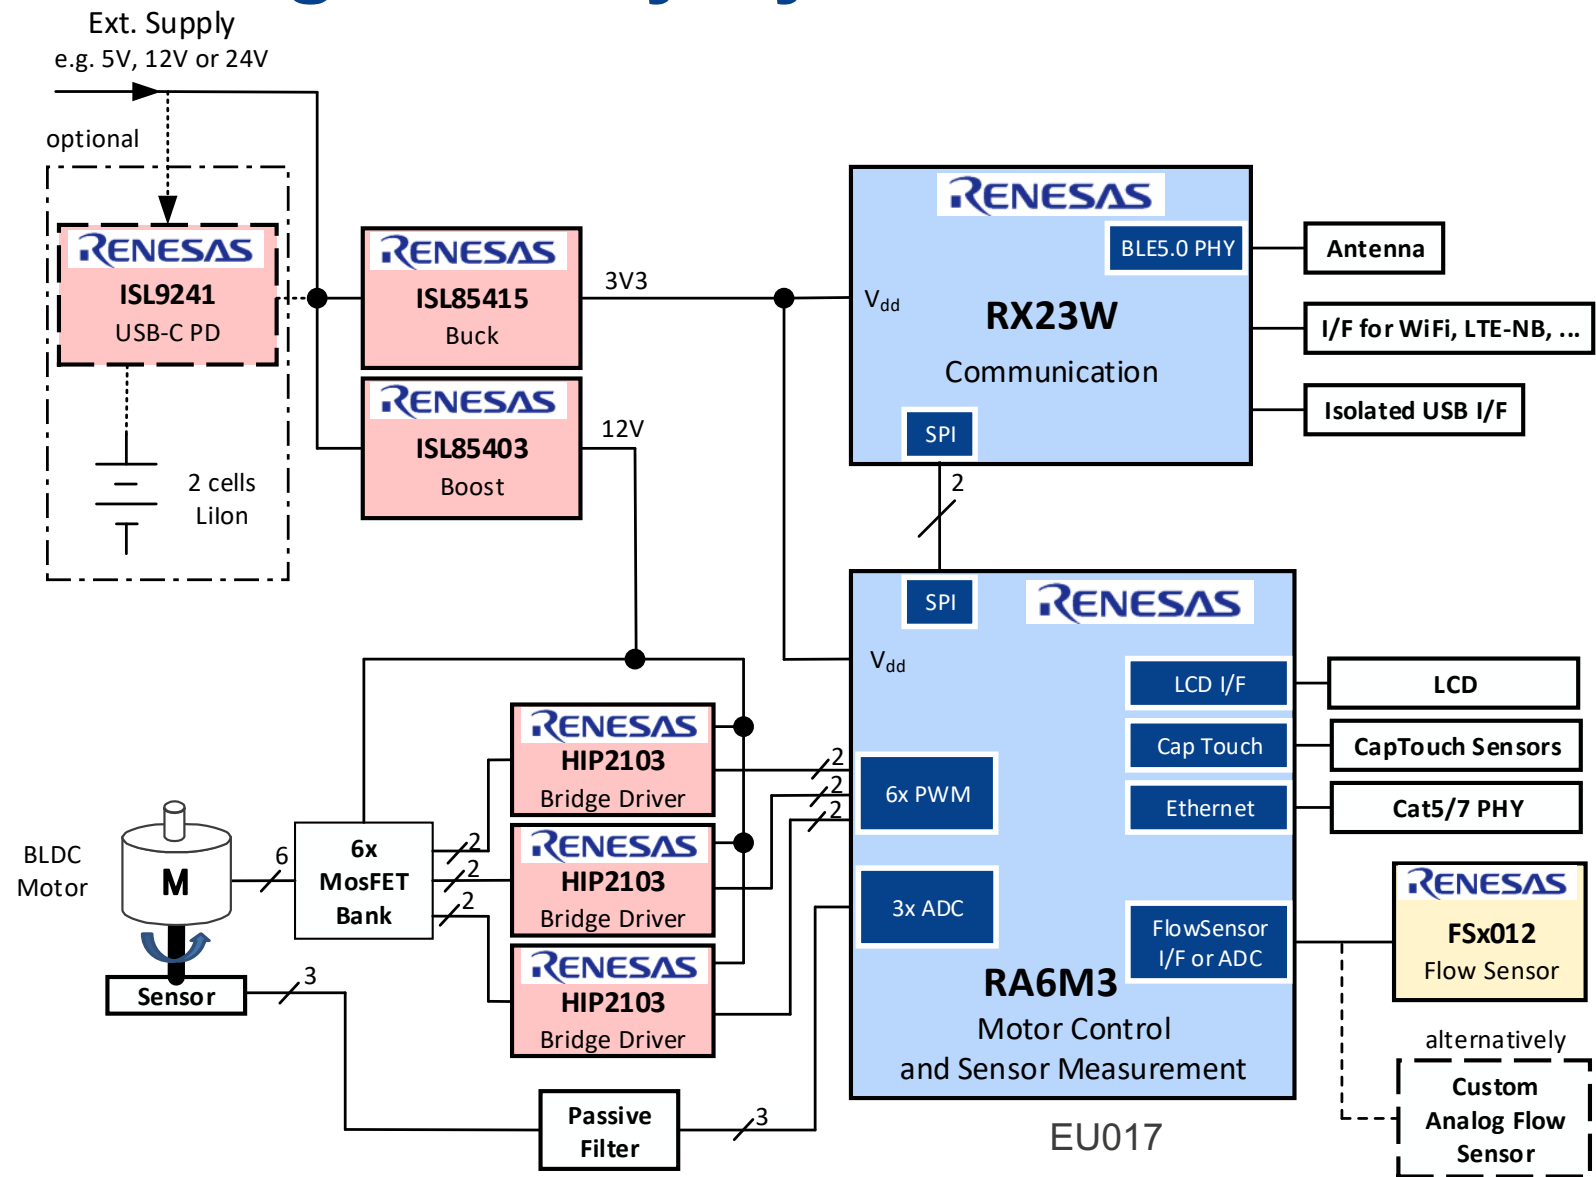 Ext. Supply
e.g. 5V, 12V or 24V
optional
RENESAS
ISL9241
USB-C PD
2 cells
LiIon
RENESAS
ISL85415
Buck
3V3
RENESAS
ISL85403
Boost
12V
RENESAS
BLE5.0 PHY
Vdd
RX23W
Communication
SPI
Antenna
I/F for WiFi, LTE-NB, ...
Isolated USB I/F
2
SPI
RENESAS
Vdd
LCD I/F
Cap Touch
Ethernet
6x PWM
3x ADC
FlowSensor
I/F or ADC
RA6M3
Motor Control
and Sensor Measurement
EU017
LCD
CapTouch Sensors
Cat5/7 PHY
RENESAS
FSx012
Flow Sensor
alternatively
Custom
Analog Flow
Sensor
RENESAS
HIP2103
Bridge Driver
RENESAS
HIP2103
Bridge Driver
RENESAS
HIP2103
Bridge Driver
2
2
2
2
2
2
6x
MosFET
Bank
6
BLDC
Motor
M
Sensor
3
Passive
Filter
3